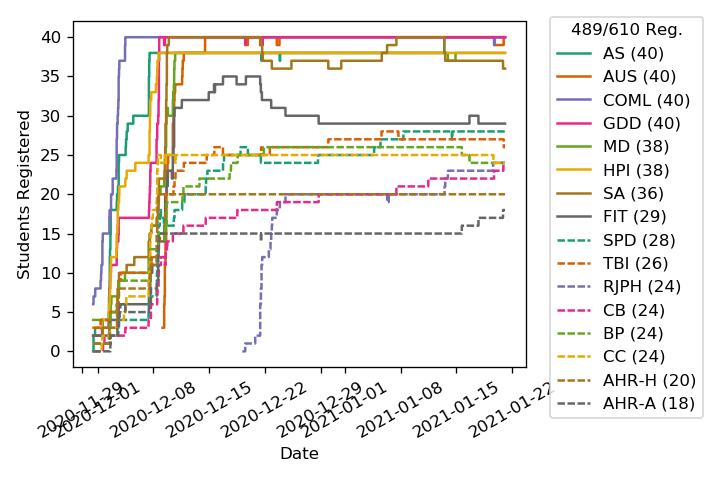 489/610 Reg.
AS (40)
AUS (40)
COML (40)
GDD (40)
MD (38)
HPI (38)
SA (36)
FIT (29)
SPD (28)
TBI (26)
RJPH (24)
CB (24)
BP (24)
CC (24)
AHR-H (20)
AHR-A (18)
Students Registered
40
35
30
25
20
15
10
5
0
2020-11-29
2020-12-01
2020-12-08
2020-12-15
2020-12-22
2020-12-29
2021-01-01
2021-01-08
2021-01-15
2021-01-22
Date